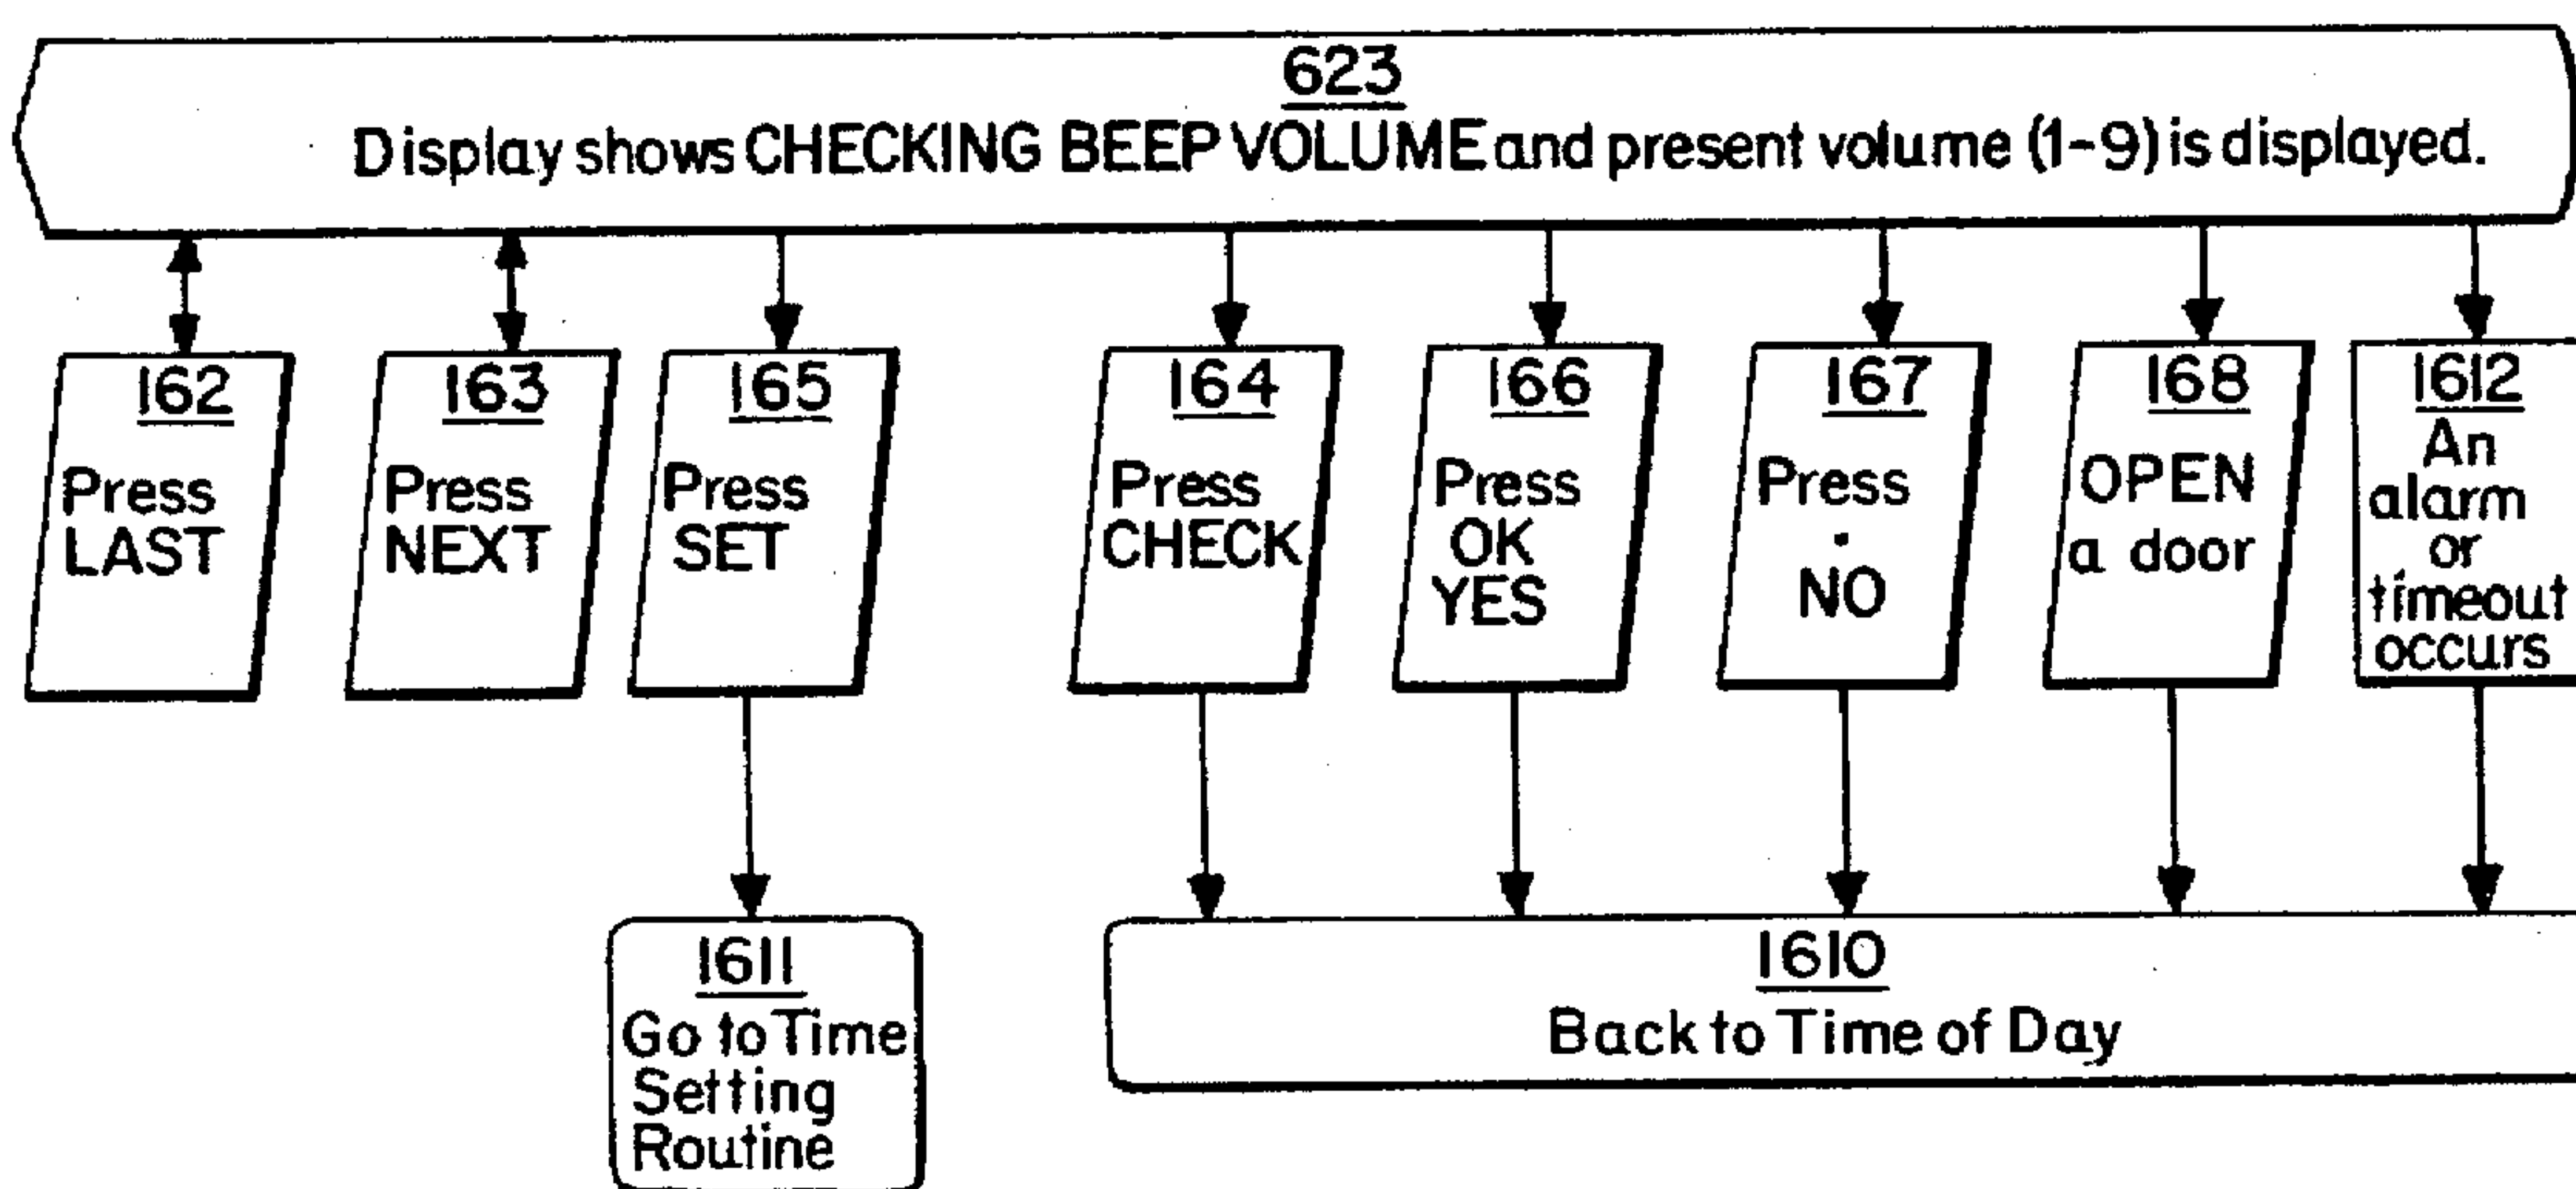 623
Display shows CHECKING BEEP VOLUME and present volume (1-9) is displayed.
162
Press
LAST
163
Press
NEXT
165
Press
SET
164
Press
CHECK
166
Press
OK
YES
167
Press
.
NO
168
OPEN
a door
1612
An
alarm
or
timeout
occurs
1611
Go to Time
Setting
Routine
1610
Back to Time of Day